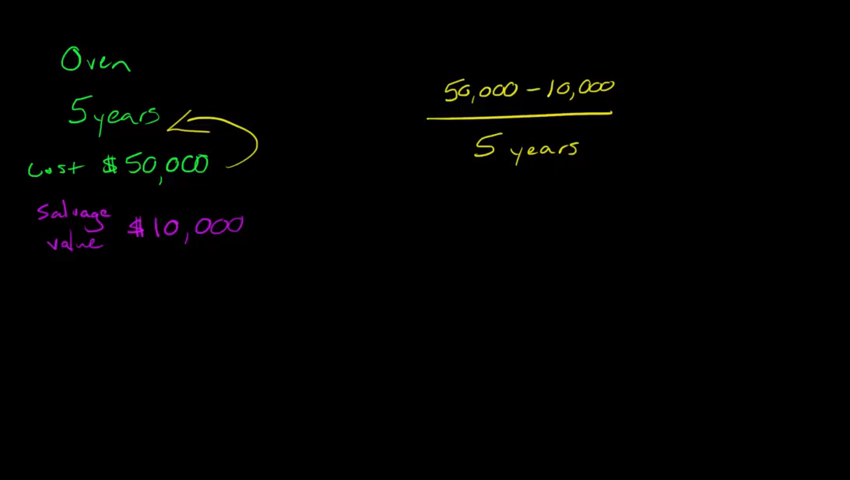 Oven
5 years
Cost $50,000
Salvage
value $10,000
50,000 - 10,000
5 years